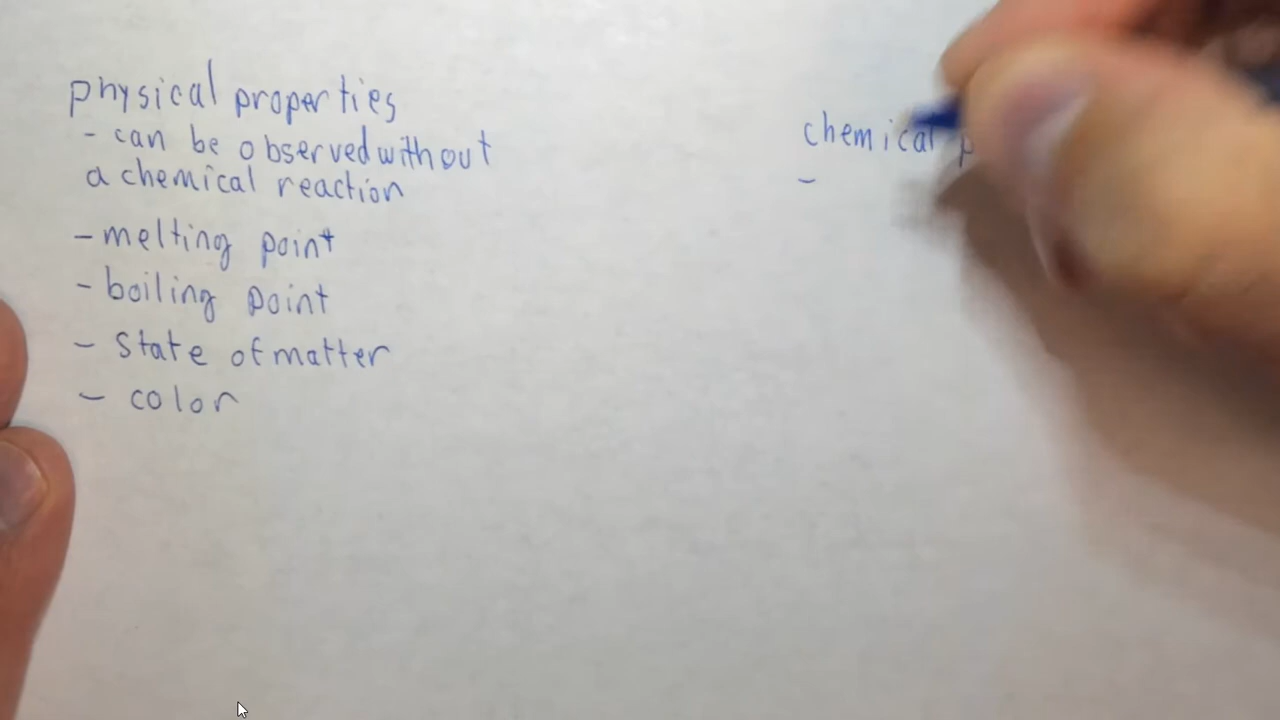 physical properties
- can be observed without
a chemical reaction
- melting point
- boiling point
- state of matter
- color
chemical p
-